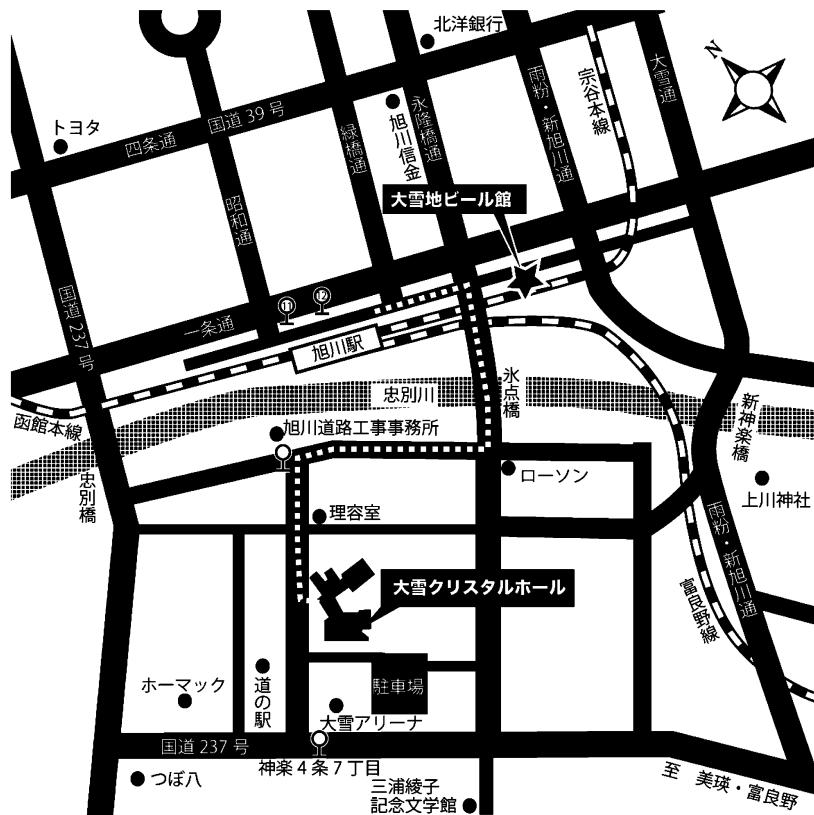 北洋銀行
N
トヨタ
四条通
国道 39 号
緑橋通
旭川信金
永隆橋通
雨粉・新旭川通
宗谷本線
大雪通
昭和通
大雪地ビール館
国道 237 号
一条通
11
12
旭川駅
函館本線
忠別川
氷点橋
新神楽橋
旭川道路工事事務所
忠別橋
ローソン
上川神社
理容室
雨粉・新旭川通
大雪クリスタルホール
富良野線
ホーマック
道の駅
駐車場
大雪アリーナ
国道 237 号
神楽 4 条 7 丁目
つぼ八
三浦綾子
記念文学館
至 美瑛・富良野